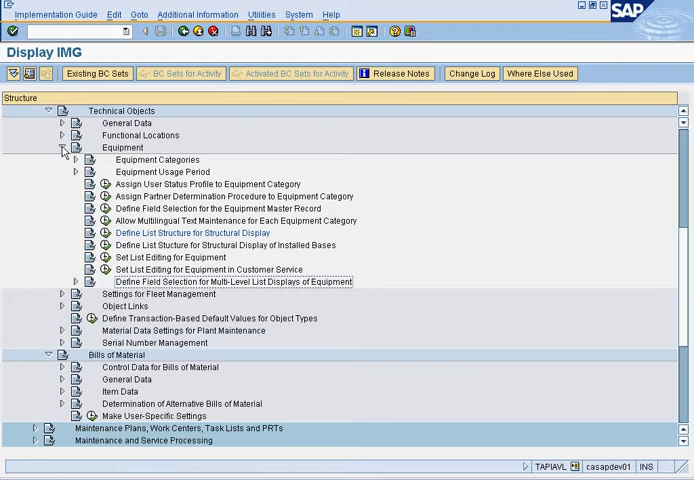 Implementation Guide Edit Goto Additional Information Utilities System Help
SAP
Display IMG
Existing BC Sets BC Sets for Activity Activated BC Sets for Activity Release Notes Change Log Where Else Used
Structure
Technical Objects
General Data
Functional Locations
Equipment
Equipment Categories
Equipment Usage Period
Assign User Status Profile to Equipment Category
Assign Partner Determination Procedure to Equipment Category
Define Field Selection for the Equipment Master Record
Allow Multilingual Text Maintenance for Each Equipment Category
Define List Structure for Structural Display
Define List Structure for Structural Display of Installed Bases
Set List Editing for Equipment
Set List Editing for Equipment in Customer Service
Define Field Selection for Multi-Level List Displays of Equipment
Settings for Fleet Management
Object Links
Define Transaction-Based Default Values for Object Types
Material Data Settings for Plant Maintenance
Serial Number Management
Bills of Material
Control Data for Bills of Material
General Data
Item Data
Determination of Alternative Bills of Material
Make User-Specific Settings
Maintenance Plans, Work Centers, Task Lists and PRTs
Maintenance and Service Processing
TAPIAVL casapdev01 INS